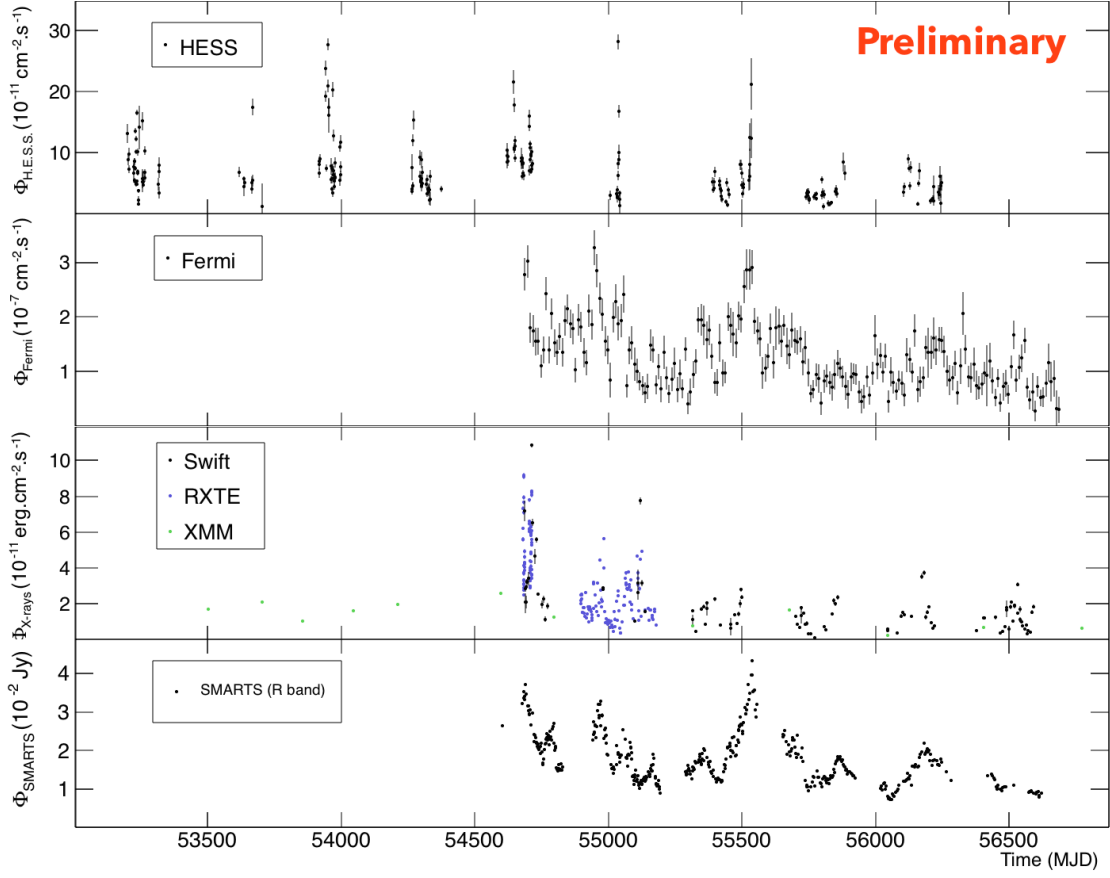 Preliminary
HESS
30
20
10
Φ_H.E.S.S. (10⁻¹¹ cm⁻².s⁻¹)
Fermi
3
2
1
Φ_Fermi (10⁻⁷ cm⁻².s⁻¹)
Swift
RXTE
XMM
10
8
6
4
2
Φ_X-rays (10⁻¹¹ erg.cm⁻².s⁻¹)
SMARTS (R band)
4
3
2
1
Φ_SMARTS (10⁻² Jy)
53500 54000 54500 55000 55500 56000 56500
Time (MJD)